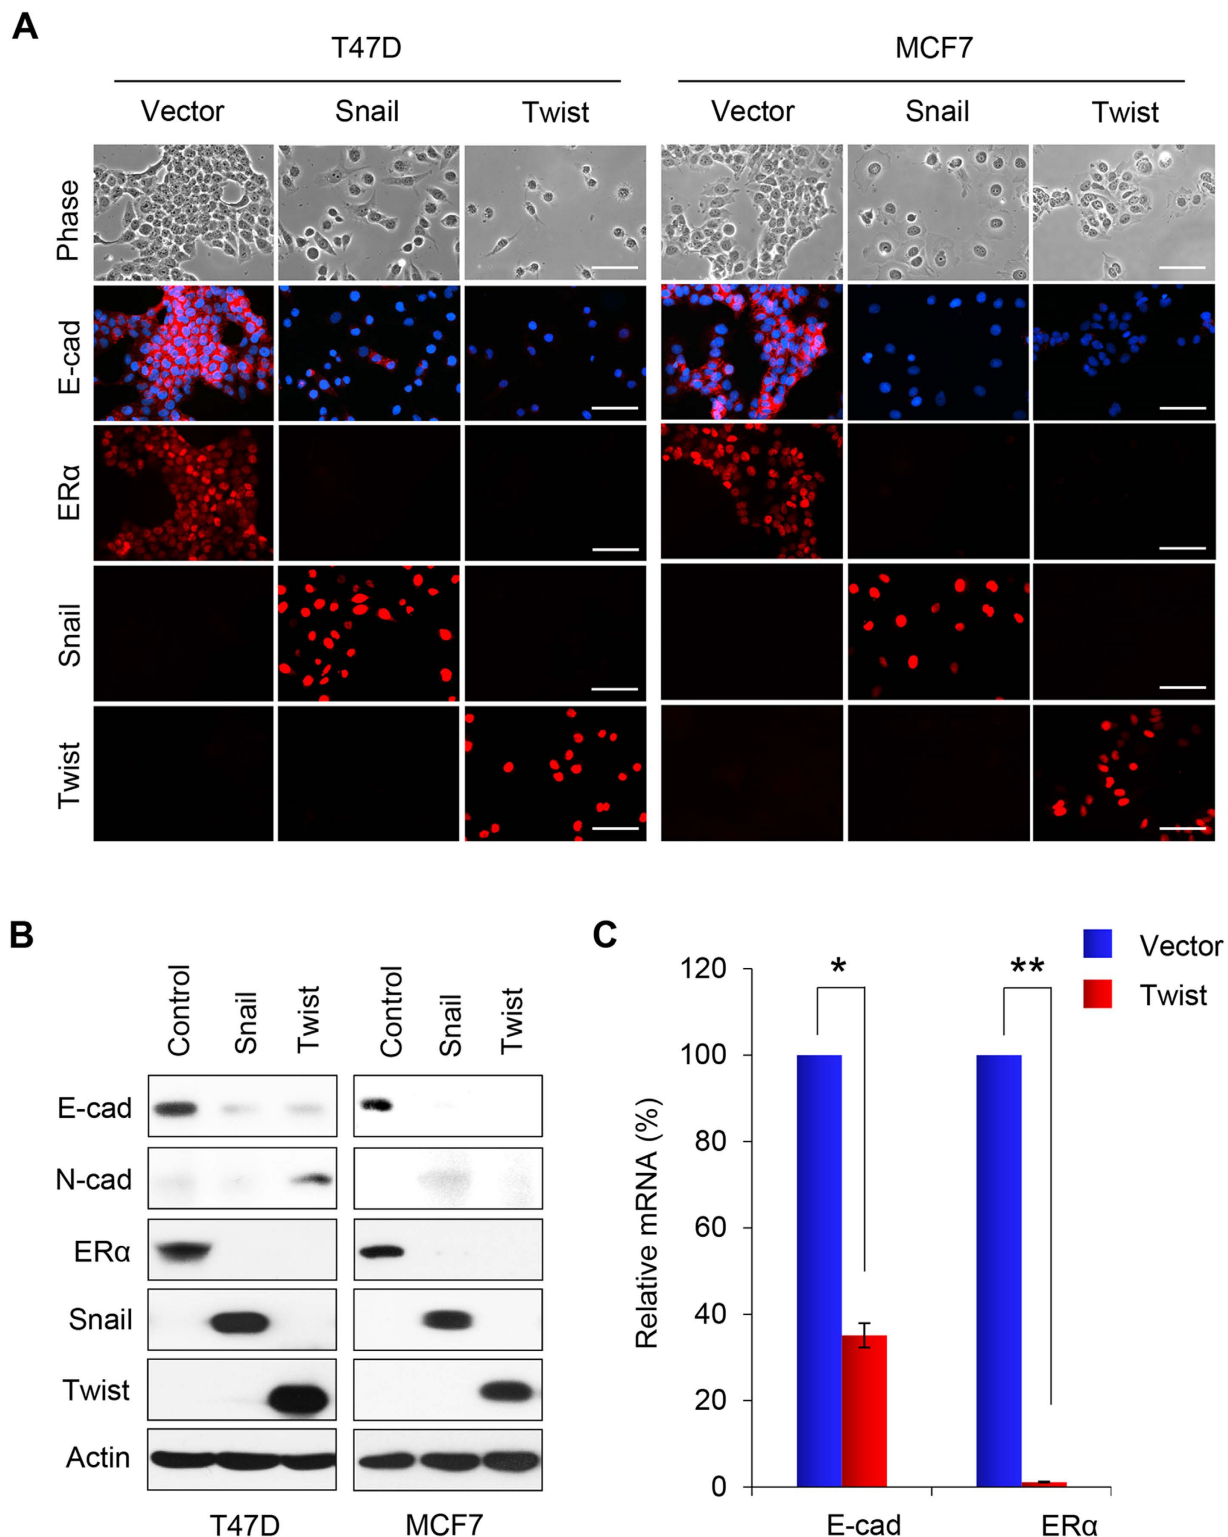 A
T47D MCF7
Vector Snail Twist Vector Snail Twist
Phase
E-cad
ERα
Snail
Twist
B
Control Snail Twist Control Snail Twist
E-cad
N-cad
ERα
Snail
Twist
Actin
T47D MCF7
C
Vector
Twist
* **
Relative mRNA (%)
120
100
80
60
40
20
0
E-cad ERα